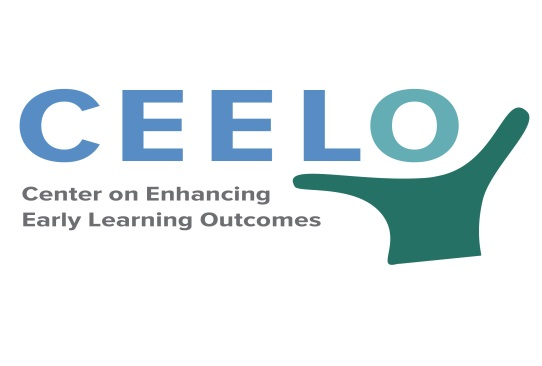 CEELO
Center on Enhancing
Early Learning Outcomes